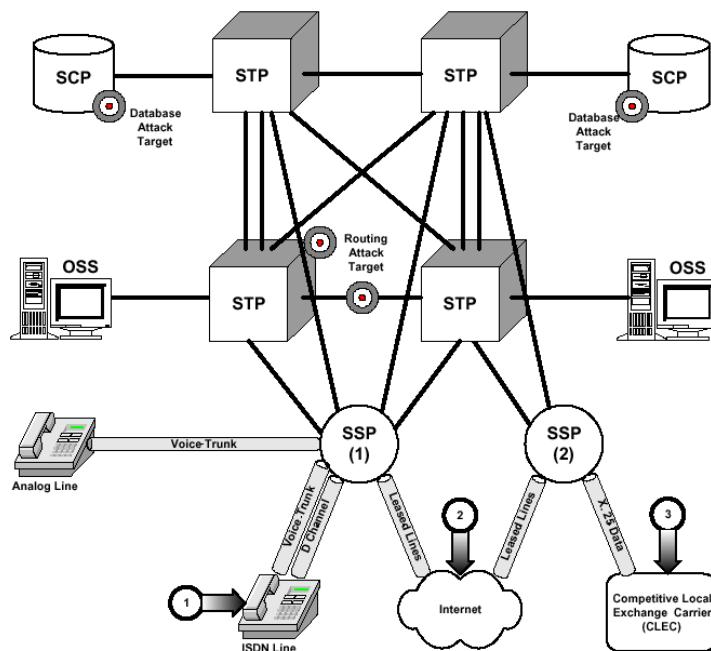 SCP
STP
STP
SCP
Database
Attack
Target
Database
Attack
Target
OSS
Routing
Attack
Target
OSS
STP
STP
SSP
(1)
SSP
(2)
Voice-Trunk
Analog Line
Voice-Trunk
D Channel
Leased Lines
Leased Lines
X. 25 Data
2
3
1
Internet
Competitive Local
Exchange Carrier
(CLEC)
ISDN Line